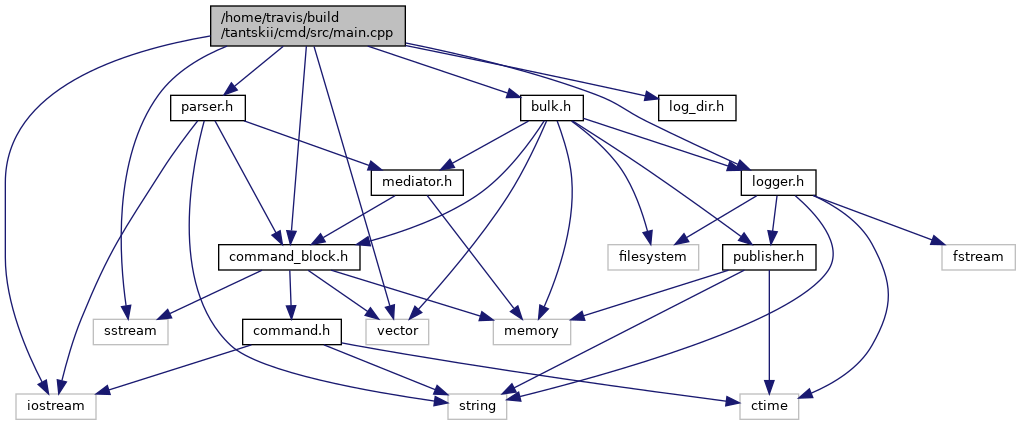 /home/travis/build
/tantskii/cmd/src/main.cpp
parser.h
bulk.h
log_dir.h
mediator.h
logger.h
command_block.h
filesystem
publisher.h
fstream
sstream
command.h
vector
memory
iostream
string
ctime